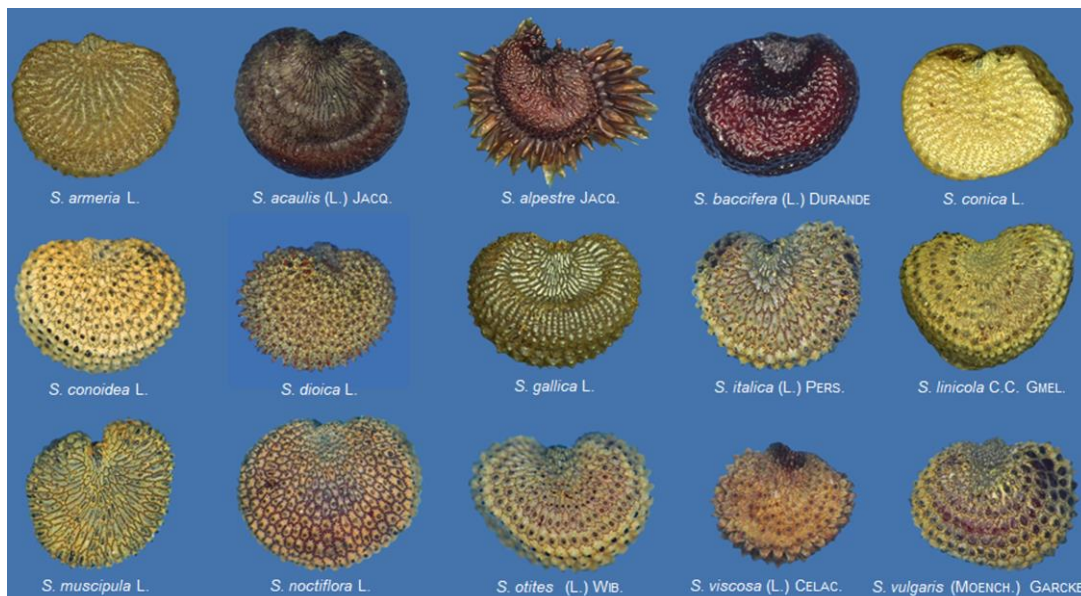 S. armeria L.
S. acaulis (L.) JACQ.
S. alpestre JACQ.
S. baccifera (L.) DURANDE
S. conica L.
S. conoidea L.
S. dioica L.
S. gallica L.
S. italica (L.) PERS.
S. linicola C.C. GMEL.
S. muscipula L.
S. noctiflora L.
S. otites (L.) WIB.
S. viscosa (L.) CELAC.
S. vulgaris (MOENCH.) GARCKE